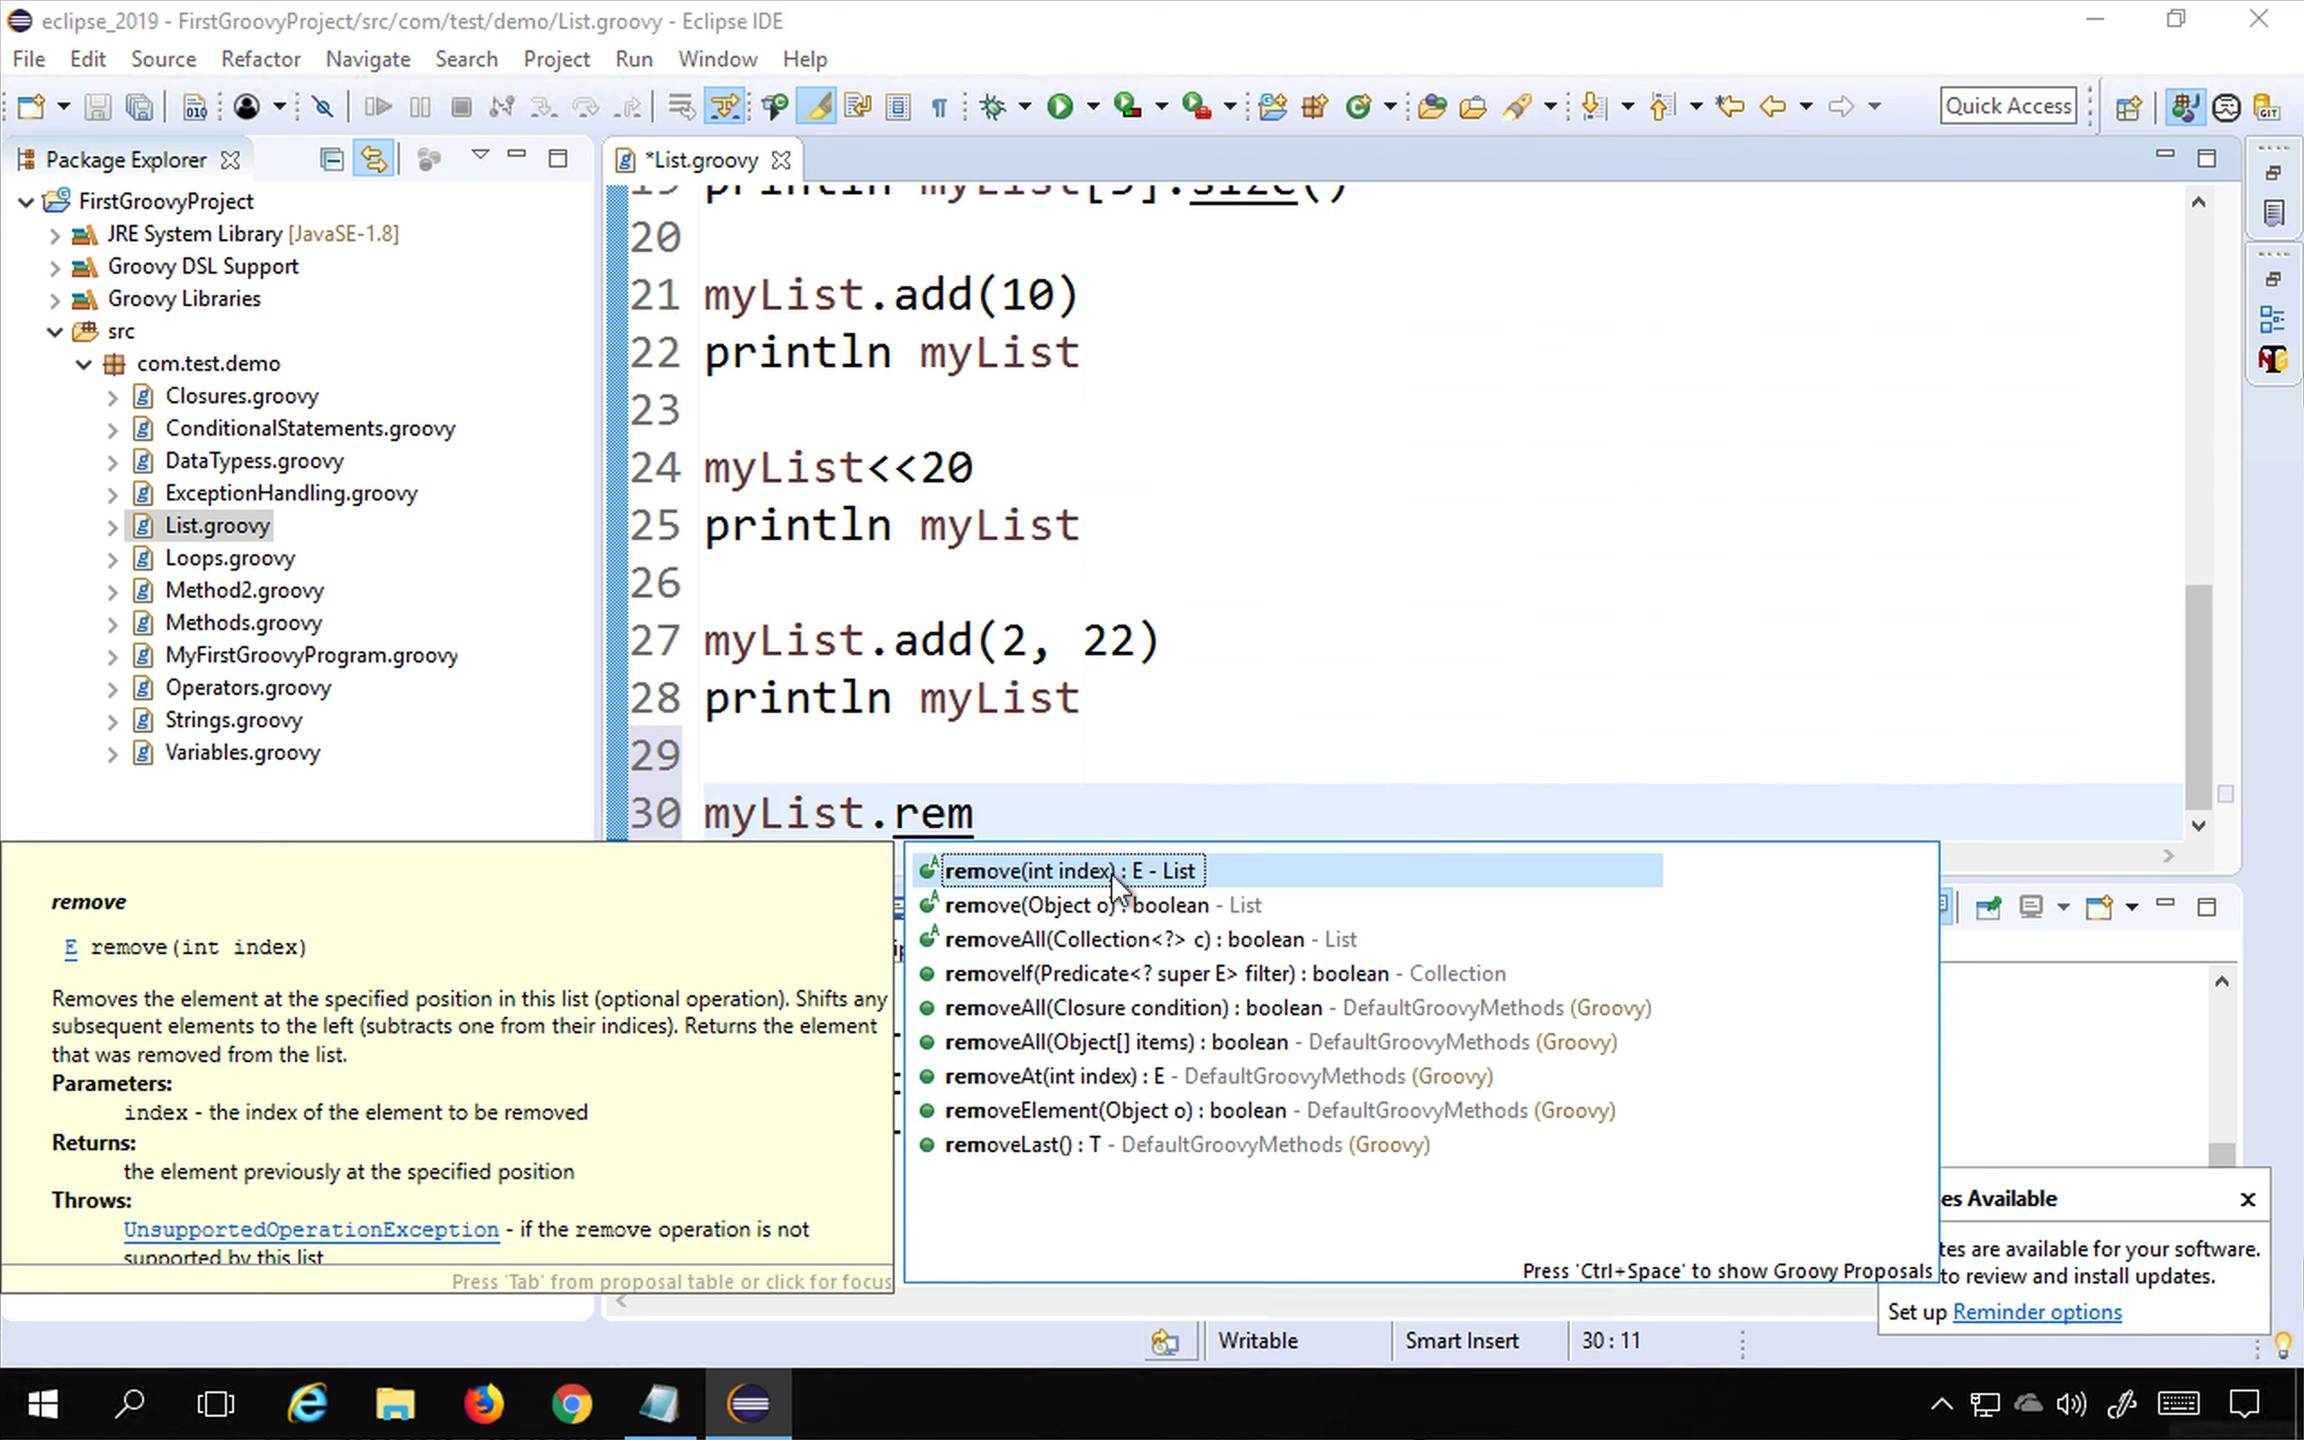 eclipse_2019 - FirstGroovyProject/src/com/test/demo/List.groovy - Eclipse IDE
File Edit Source Refactor Navigate Search Project Run Window Help
Quick Access
Package Explorer
*List.groovy
FirstGroovyProject
JRE System Library [JavaSE-1.8]
Groovy DSL Support
Groovy Libraries
src
com.test.demo
Closures.groovy
ConditionalStatements.groovy
DataTypess.groovy
ExceptionHandling.groovy
List.groovy
Loops.groovy
Method2.groovy
Methods.groovy
MyFirstGroovyProgram.groovy
Operators.groovy
Strings.groovy
Variables.groovy
19 println myList[5].size()
20
21 myList.add(10)
22 println myList
23
24 myList<<20
25 println myList
26
27 myList.add(2, 22)
28 println myList
29
30 myList.rem
remove
E remove(int index)
Removes the element at the specified position in this list (optional operation). Shifts any
subsequent elements to the left (subtracts one from their indices). Returns the element
that was removed from the list.
Parameters:
index - the index of the element to be removed
Returns:
the element previously at the specified position
Throws:
UnsupportedOperationException - if the remove operation is not
supported by this list
Press 'Tab' from proposal table or click for focus
remove(int index) : E - List
remove(Object o) : boolean - List
removeAll(Collection<?> c) : boolean - List
removeIf(Predicate<? super E> filter) : boolean - Collection
removeAll(Closure condition) : boolean - DefaultGroovyMethods (Groovy)
removeAll(Object[] items) : boolean - DefaultGroovyMethods (Groovy)
removeAt(int index) : E - DefaultGroovyMethods (Groovy)
removeElement(Object o) : boolean - DefaultGroovyMethods (Groovy)
removeLast() : T - DefaultGroovyMethods (Groovy)
Press 'Ctrl+Space' to show Groovy Proposals
es Available
tes are available for your software.
to review and install updates.
Set up Reminder options
Writable
Smart Insert
30 : 11